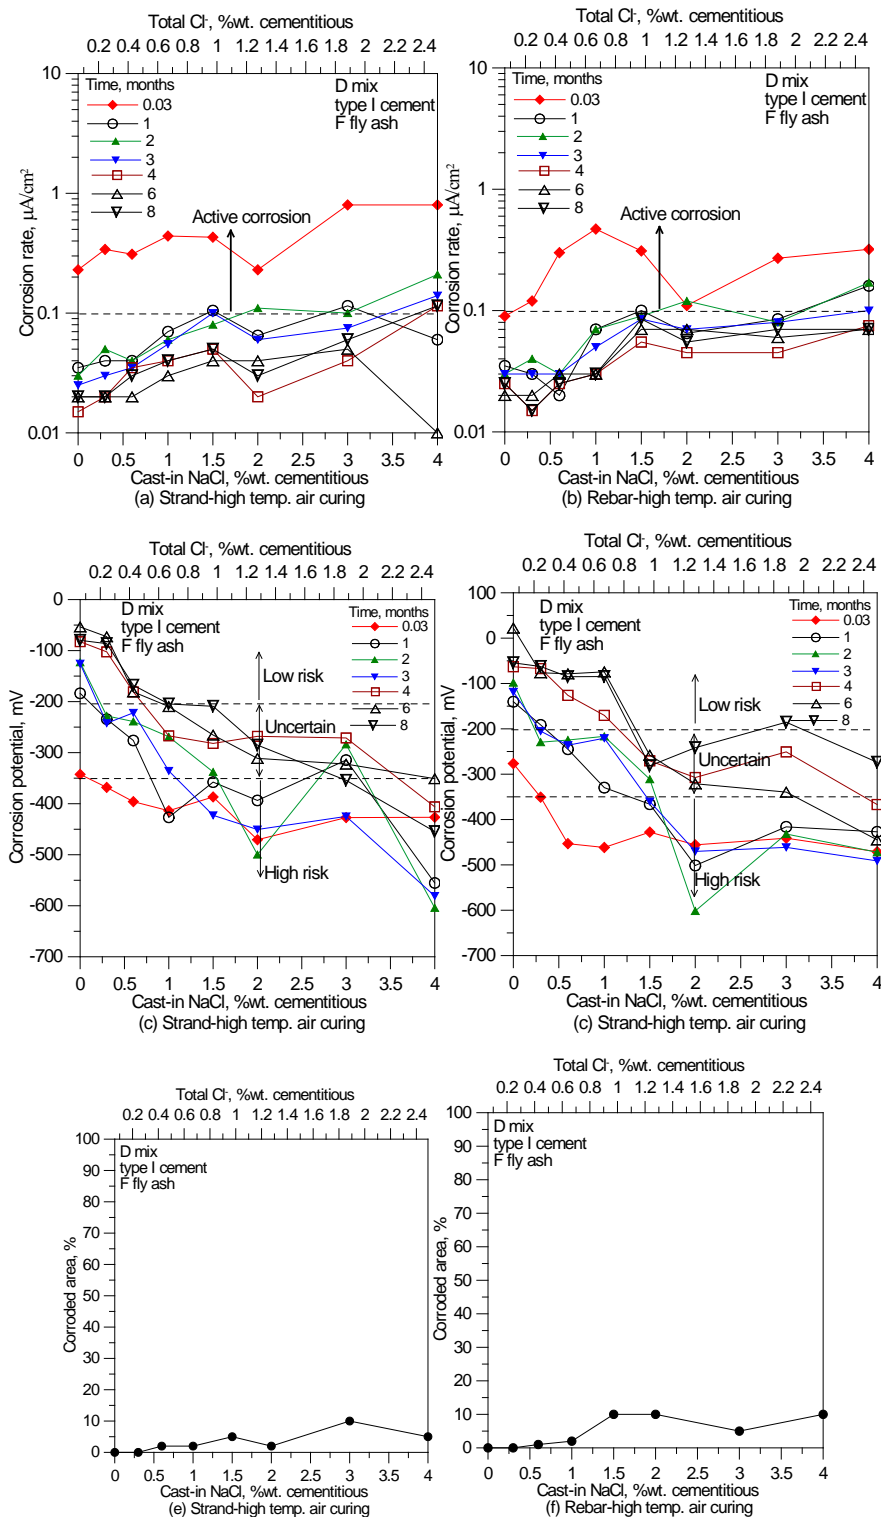 Total Cl-, %wt. cementitious
0.2 0.4 0.6 0.8 1 1.2 1.4 1.6 1.8 2 2.2 2.4
10
1
0.1
0.01
Corrosion rate, µA/cm²
Time, months
0.03
1
2
3
4
6
8
D mix
type I cement
F fly ash
Active corrosion
0 0.5 1 1.5 2 2.5 3 3.5 4
Cast-in NaCl, %wt. cementitious
(a) Strand-high temp. air curing
Total Cl-, %wt. cementitious
0.2 0.4 0.6 0.8 1 1.2 1.4 1.6 1.8 2 2.2 2.4
10
1
0.1
0.01
Corrosion rate, µA/cm²
Time, months
0.03
1
2
3
4
6
8
D mix
type I cement
F fly ash
Active corrosion
0 0.5 1 1.5 2 2.5 3 3.5 4
Cast-in NaCl, %wt. cementitious
(b) Rebar-high temp. air curing
Total Cl-, %wt. cementitious
0.2 0.4 0.6 0.8 1 1.2 1.4 1.6 1.8 2 2.2 2.4
0
-100
-200
-300
-400
-500
-600
-700
Corrosion potential, mV
D mix
type I cement
F fly ash
Time, months
0.03
1
2
3
4
6
8
Low risk
Uncertain
High risk
0 0.5 1 1.5 2 2.5 3 3.5 4
Cast-in NaCl, %wt. cementitious
(c) Strand-high temp. air curing
Total Cl-, %wt. cementitious
0.2 0.4 0.6 0.8 1 1.2 1.4 1.6 1.8 2 2.2 2.4
100
0
-100
-200
-300
-400
-500
-600
-700
Corrosion potential, mV
D mix
type I cement
F fly ash
Time, months
0.03
1
2
3
4
6
8
Low risk
Uncertain
High risk
0 0.5 1 1.5 2 2.5 3 3.5 4
Cast-in NaCl, %wt. cementitious
(c) Strand-high temp. air curing
Total Cl-, %wt. cementitious
0.2 0.4 0.6 0.8 1 1.2 1.4 1.6 1.8 2 2.2 2.4
100
90
80
70
60
50
40
30
20
10
0
Corroded area, %
D mix
type I cement
F fly ash
0 0.5 1 1.5 2 2.5 3 3.5 4
Cast-in NaCl, %wt. cementitious
(e) Strand-high temp. air curing
Total Cl-, %wt. cementitious
0.2 0.4 0.6 0.8 1 1.2 1.4 1.6 1.8 2 2.2 2.4
100
90
80
70
60
50
40
30
20
10
0
Corroded area, %
D mix
type I cement
F fly ash
0 0.5 1 1.5 2 2.5 3 3.5 4
Cast-in NaCl, %wt. cementitious
(f) Rebar-high temp. air curing